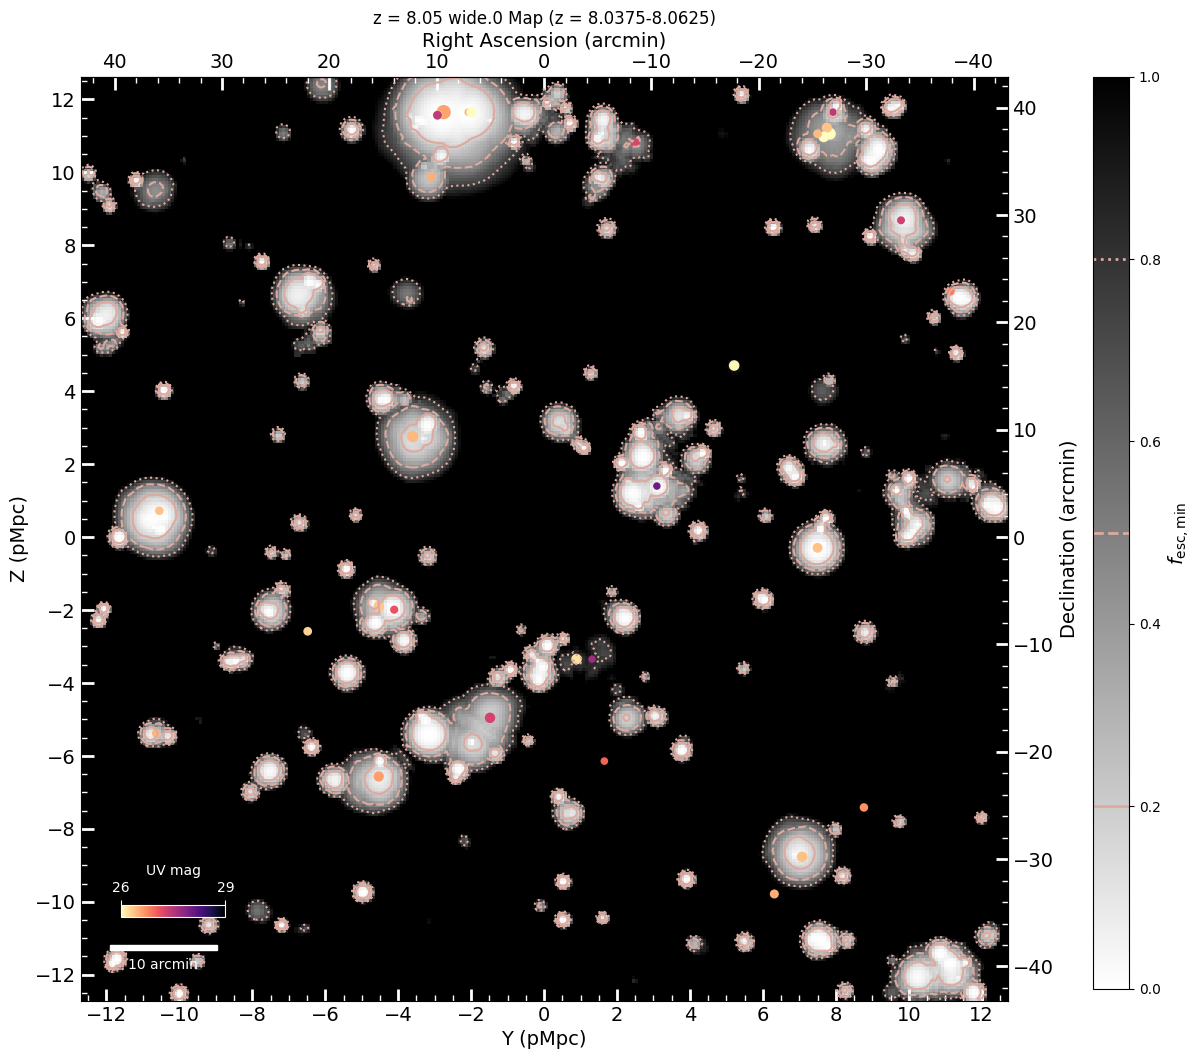 z = 8.05 wide.0 Map (z = 8.0375-8.0625)
Right Ascension (arcmin)
40 30 20 10 0 −10 −20 −30 −40
12 10 8 6 4 2 0 −2 −4 −6 −8 −10 −12
Z (pMpc)
40 30 20 10 0 −10 −20 −30 −40
Declination (arcmin)
1.0 0.8 0.6 0.4 0.2 0.0
fesc,min
UV mag
26 29
10 arcmin
−12 −10 −8 −6 −4 −2 0 2 4 6 8 10 12
Y (pMpc)